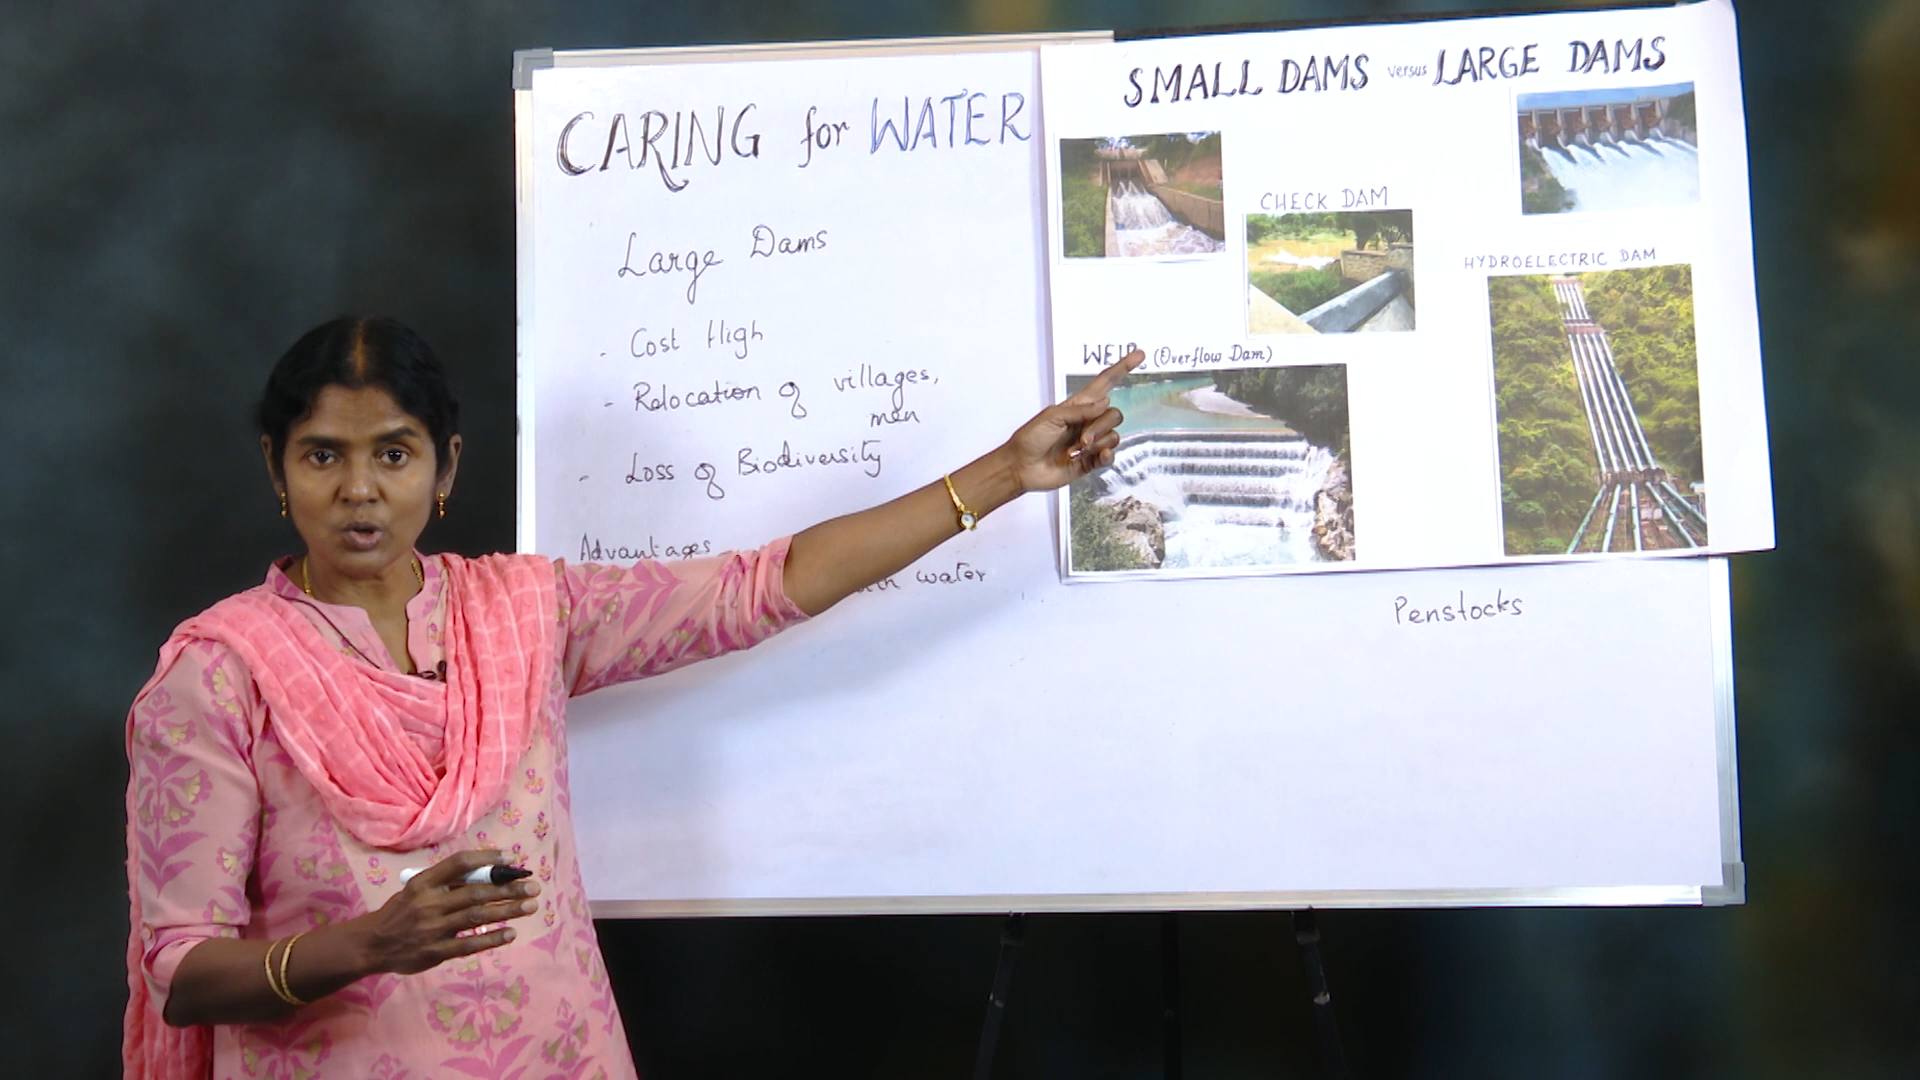 CARING for WATER
Large Dams
- Cost High
- Relocation of villages,
men
- Loss of Biodiversity
Advantages
water
SMALL DAMS versus LARGE DAMS
CHECK DAM
HYDROELECTRIC DAM
WEIR (Overflow Dam)
Penstocks